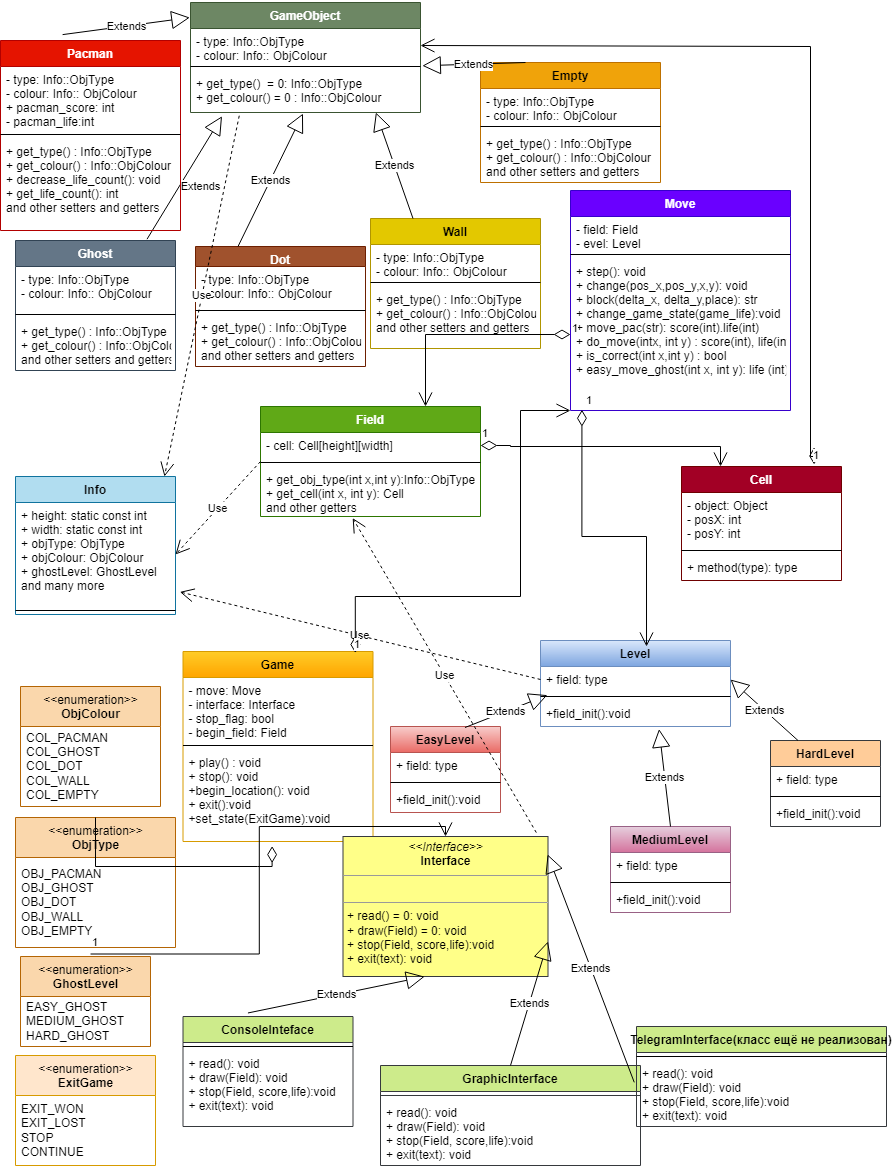 GameObject
- type: Info::ObjType
- colour: Info:: ObjColour
+ get_type()  = 0: Info::ObjType
+ get_colour() = 0 : Info::ObjColour
Extends
Pacman
- type: Info::ObjType
- colour: Info:: ObjColour
+ pacman_score: int
- pacman_life:int
+ get_type() : Info::ObjType
+ get_colour() : Info::ObjColour
+ decrease_life_count(): void
+ get_life_count(): int
and other setters and getters
Extends
Empty
- type: Info::ObjType
- colour: Info:: ObjColour
+ get_type() : Info::ObjType
+ get_colour() : Info::ObjColour
and other setters and getters
Extends
Extends
Extends
Ghost
- type: Info::ObjType
- colour: Info:: ObjColour
+ get_type() : Info::ObjType
+ get_colour() : Info::ObjCol
and other setters and getters
Dot
- type: Info::ObjType
colour: Info:: ObjColour
+ get_type() : Info::ObjType
+ get_colour() : Info::ObjColou
and other setters and getters
Use
Wall
- type: Info::ObjType
- colour: Info:: ObjColour
+ get_type() : Info::ObjType
+ get_colour() : Info::ObjColou
and other setters and getters
Move
- field: Field
- evel: Level
+ step(): void
+ change(pos_x,pos_y,x,y): void
+ block(delta_x, delta_y,place): str
+ change_game_state(game_life):void
+ move_pac(str): score(int).life(int)
+ do_move(intx, int y) : score(int), life(in
+ is_correct(int x,int y) : bool
+ easy_move_ghost(int x, int y): life (int)
1
1
Field
- cell: Cell[height][width]
+ get_obj_type(int x,int y):Info::ObjType
+ get_cell(int x, int y): Cell
and other getters
1
1
Cell
- object: Object
- posX: int
- posY: int
+ method(type): type
Info
+ height: static const int
+ width: static const int
+ objType: ObjType
+ objColour: ObjColour
+ ghostLevel: GhostLevel
and many more
Use
Use
Use
1
Game
- move: Move
- interface: Interface
- stop_flag: bool
- begin_field: Field
+ play() : void
+ stop(): void
+begin_location(): void
+ exit():void
+set_state(ExitGame):void
Level
+ field: type
+field_init():void
Extends
Extends
Extends
EasyLevel
+ field: type
+field_init():void
MediumLevel
+ field: type
+field_init():void
HardLevel
+ field: type
+field_init():void
<<enumeration>>
ObjColour
COL_PACMAN
COL_GHOST
COL_DOT
COL_WALL
COL_EMPTY
<<enumeration>>
ObjType
OBJ_PACMAN
OBJ_GHOST
OBJ_DOT
OBJ_WALL
OBJ_EMPTY
1
<<enumeration>>
GhostLevel
EASY_GHOST
MEDIUM_GHOST
HARD_GHOST
<<enumeration>>
ExitGame
EXIT_WON
EXIT_LOST
STOP
CONTINUE
<<Interface>>
Interface
+ read() = 0: void
+ draw(Field) = 0: void
+ stop(Field, score,life):void
+ exit(text): void
Extends
Extends
Extends
ConsoleInteface
+ read(): void
+ draw(Field): void
+ stop(Field, score,life):void
+ exit(text): void
GraphicInterface
+ read(): void
+ draw(Field): void
+ stop(Field, score,life):void
+ exit(text): void
TelegramInterface(класс ещё не реализован)
+ read(): void
+ draw(Field): void
+ stop(Field, score,life):void
+ exit(text): void